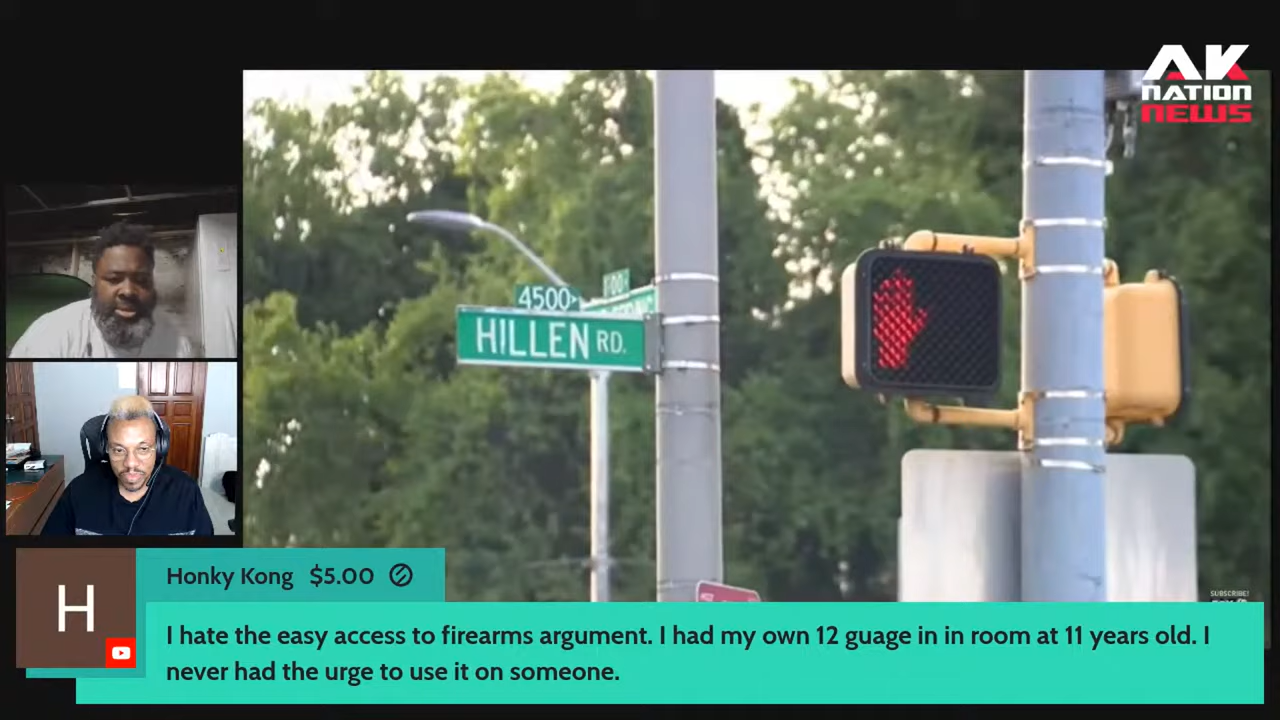 AK
NATION
NEWS
4500
HILLEN RD.
SUBSCRIBE!
Honky Kong $5.00
H
I hate the easy access to firearms argument. I had my own 12 guage in in room at 11 years old. I
never had the urge to use it on someone.